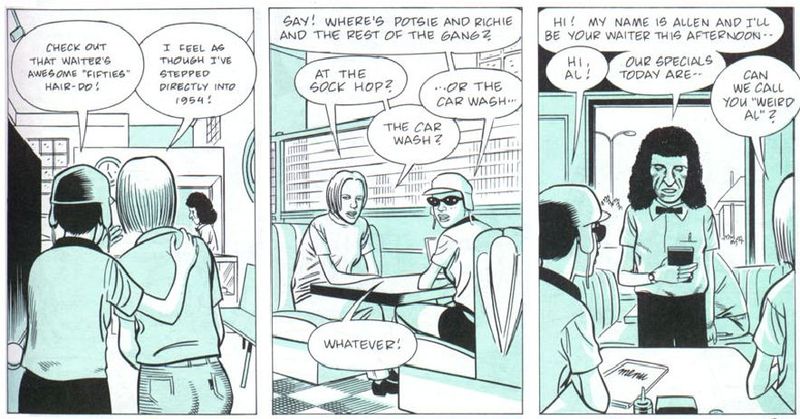 CHECK OUT
THAT WAITER'S
AWESOME "FIFTIES"
HAIR-DO!
I FEEL AS
THOUGH I'VE
STEPPED
DIRECTLY INTO
1954!
SAY! WHERE'S POTSIE AND RICHIE
AND THE REST OF THE GANG?
AT THE
SOCK HOP?
...OR THE
CAR WASH...
THE CAR
WASH?
WHATEVER!
HI! MY NAME IS ALLEN AND I'LL
BE YOUR WAITER THIS AFTERNOON--
HI,
AL!
OUR SPECIALS
TODAY ARE--
CAN
WE CALL
YOU "WEIRD
AL"?
menu